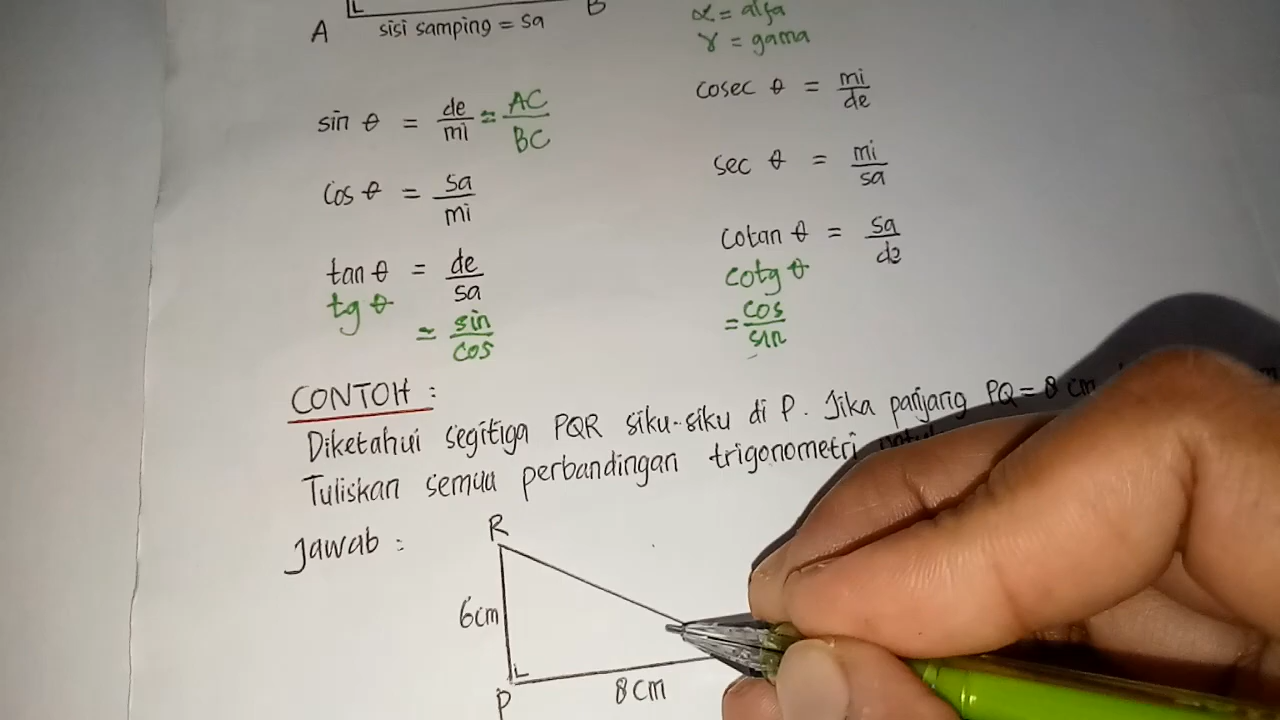 A sisi samping = sa B
α = alfa
γ = gama
sin θ = de/mi = AC/BC
cos θ = sa/mi
tan θ = de/sa
tg θ
= sin/cos
cosec θ = mi/de
sec θ = mi/sa
cotan θ = sa/de
cotg θ
= cos/sin
CONTOH :
Diketahui segitiga PQR siku-siku di P. Jika panjang PQ = 8 cm
Tuliskan semua perbandingan trigonometri
Jawab :
R
6cm
P
8 cm